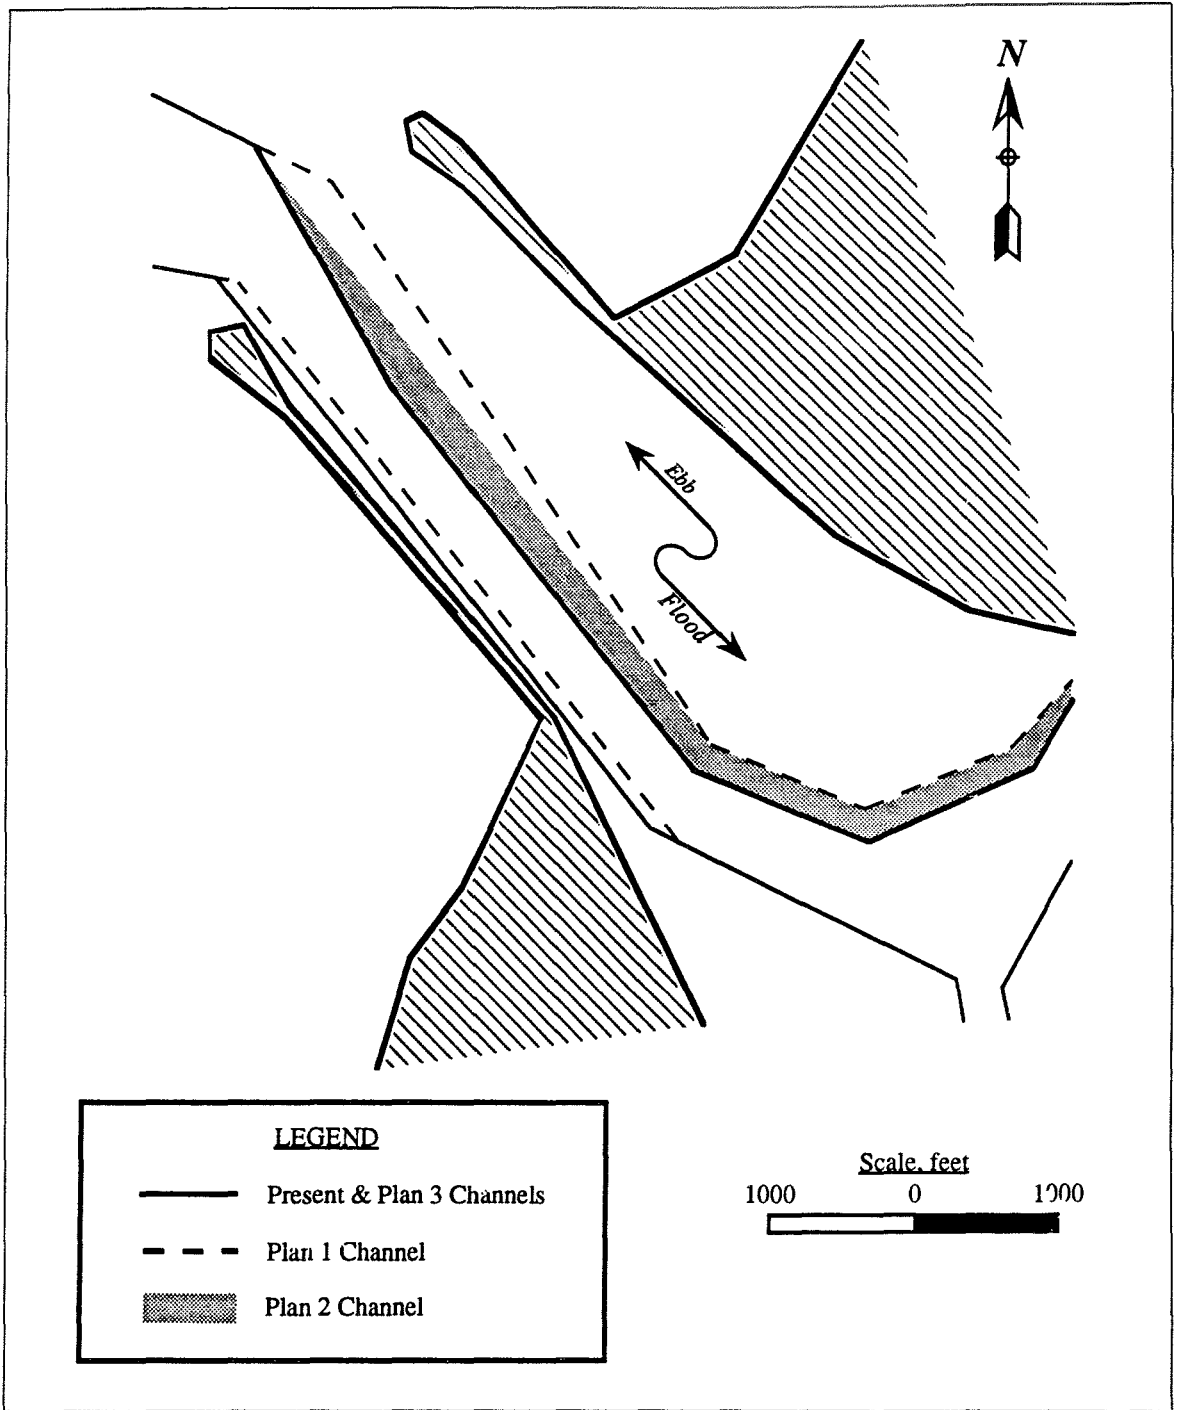 N
Ebb
Flood
LEGEND
Present & Plan 3 Channels
Plan 1 Channel
Plan 2 Channel
Scale, feet
1000 0 1000